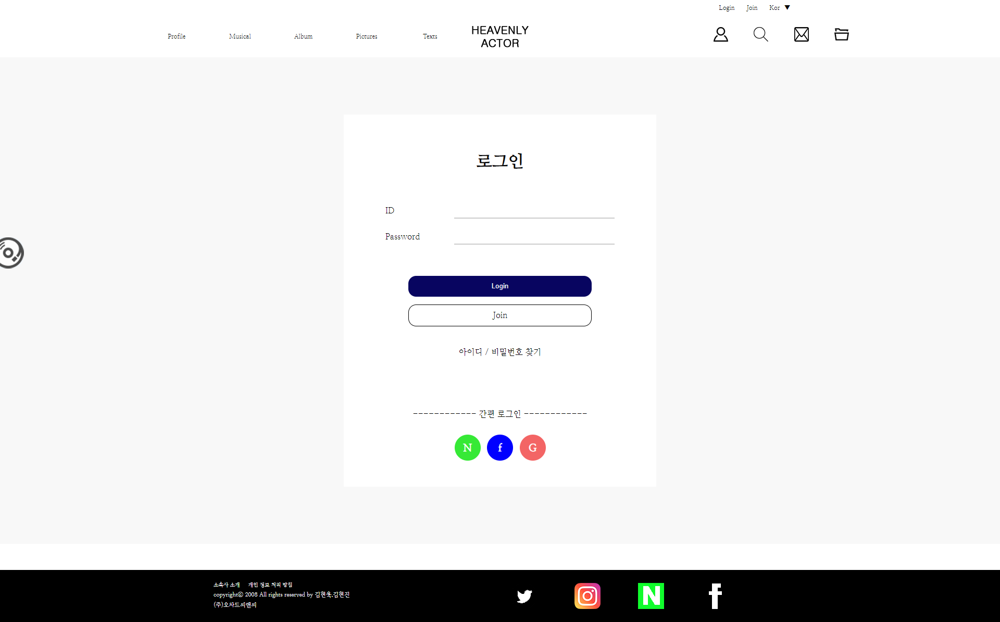 Login Join Kor ▼
Profile Musical Album Pictures Texts
HEAVENLY
ACTOR
로그인
ID
Password
Login
Join
아이디 / 비밀번호 찾기
------------ 간편 로그인 ------------
N f G
소속사 소개 개인 정보 처리 방침
copyrightⓒ 2008 All rights reserved by 김현욱,김현진
(주)오차드씨앤씨
N f